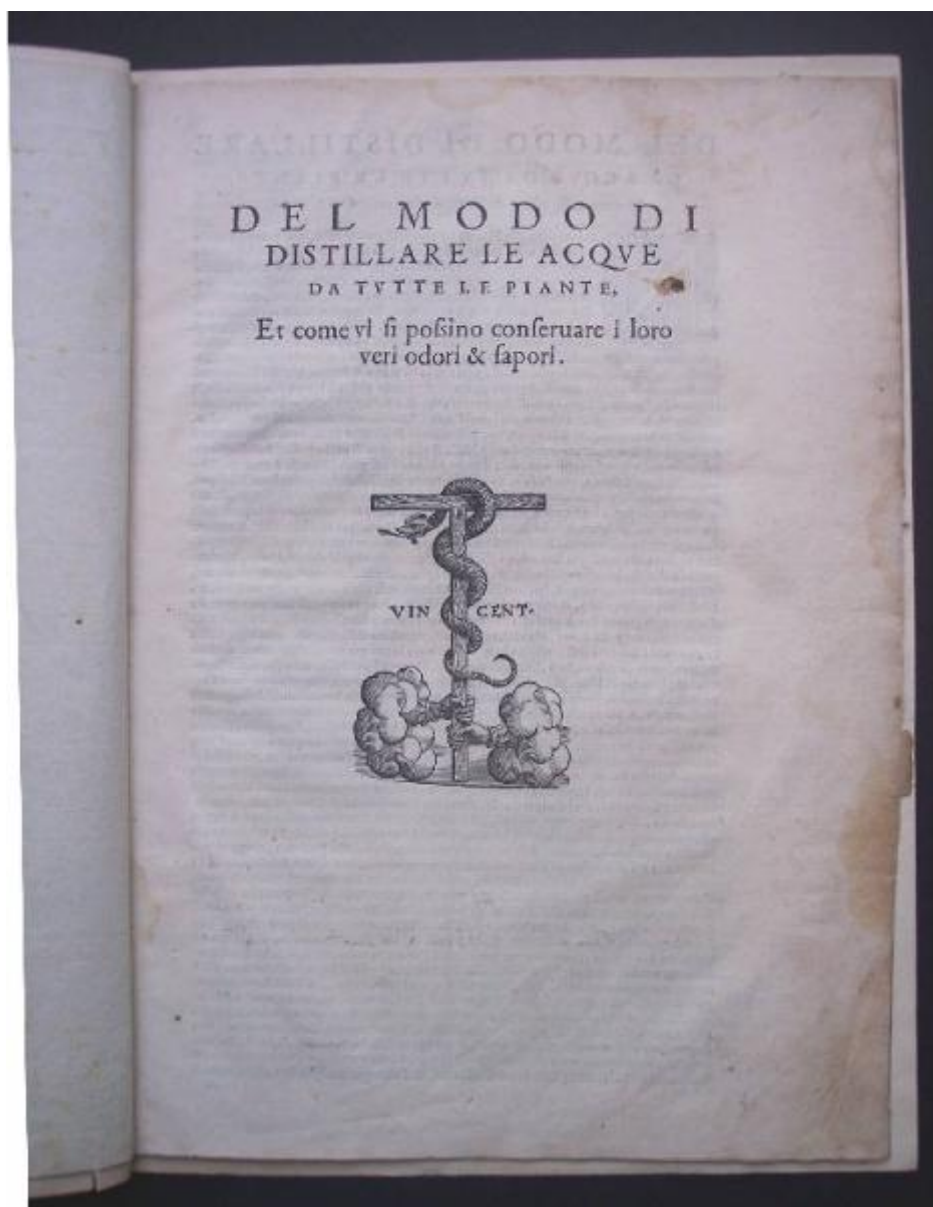 DEL MODO DI
DISTILLARE LE ACQVE
DA TVTTE LE PIANTE,
Et come vi ſi poſsino conſeruare i loro
veri odori & ſapori.
VIN CENT.